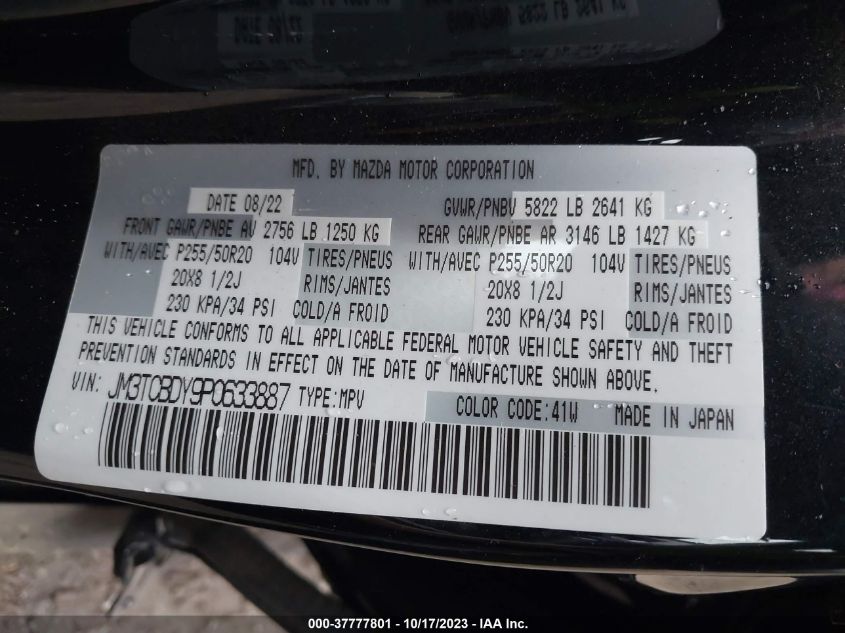 MFD. BY MAZDA MOTOR CORPORATION
DATE 08/22 GVWR/PNBV 5822 LB 2641 KG
FRONT GAWR/PNBE AV 2756 LB 1250 KG REAR GAWR/PNBE AR 3146 LB 1427 KG
WITH/AVEC P255/50R20 104V TIRES/PNEUS WITH/AVEC P255/50R20 104V TIRES/PNEUS
20X8 1/2J RIMS/JANTES 20X8 1/2J RIMS/JANTES
230 KPA/34 PSI COLD/A FROID 230 KPA/34 PSI COLD/A FROID
THIS VEHICLE CONFORMS TO ALL APPLICABLE FEDERAL MOTOR VEHICLE SAFETY AND THEFT
PREVENTION STANDARDS IN EFFECT ON THE DATE OF MANUFACTURE SHOWN ABOVE.
VIN: JM3TCBDY9P0633887 TYPE:MPV COLOR CODE:41W MADE IN JAPAN
000-37777801 - 10/17/2023 - IAA Inc.